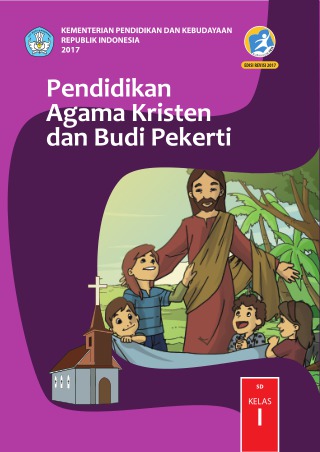 KEMENTERIAN PENDIDIKAN DAN KEBUDAYAAN
REPUBLIK INDONESIA
2017
EDISI REVISI 2017
Pendidikan
Agama Kristen
dan Budi Pekerti
SD
KELAS
I